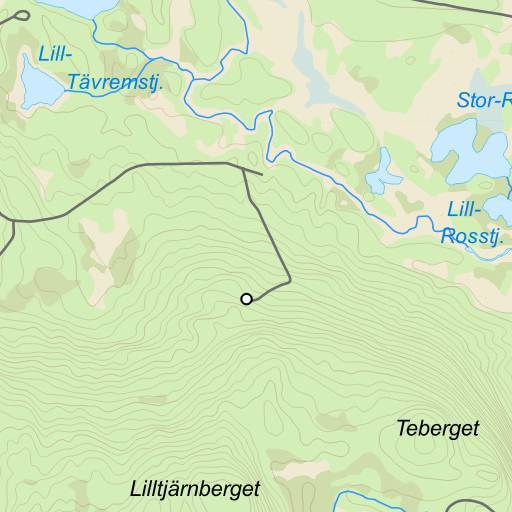 Lill-
Tävremstj.
Stor-R
Lill-
Rosstj.
Teberget
Lilltjärnberget